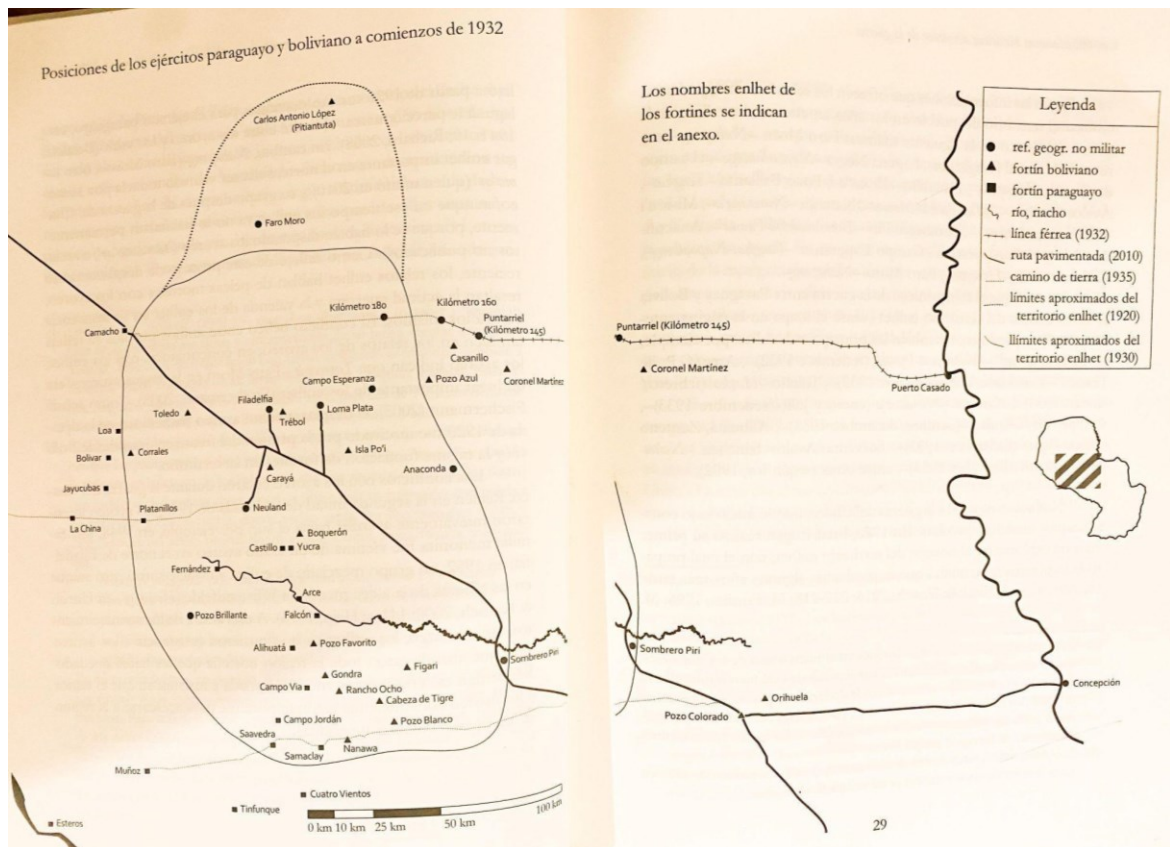 Posiciones de los ejércitos paraguayo y boliviano a comienzos de 1932
Carlos Antonio López
(Pitiantuta)
Faro Moro
Kilómetro 180
Kilómetro 160
Puntarriel
(Kilómetro 145)
Camacho
Casanillo
Coronel Martíne
Campo Esperanza
Pozo Azul
Filadelfia
Loma Plata
Toledo
Trébol
Loa
Isla Po'i
Bolivar
Corrales
Anaconda
Carayá
Jayucubas
Platanillos
Neuland
La China
Boquerón
Castillo
Yucra
Fernández
Arce
Pozo Brillante
Falcón
Alihuatá
Pozo Favorito
Sombrero Piri
Figari
Gondra
Campo Via
Rancho Ocho
Cabeza de Tigre
Campo Jordán
Pozo Blanco
Saavedra
Nanawa
Samaclay
Muñoz
Cuatro Vientos
Tinfunque
Esteros
0 km 10 km 25 km 50 km 100 km
Los nombres enlhet de
los fortines se indican
en el anexo.
Leyenda
ref. geogr. no militar
fortín boliviano
fortín paraguayo
río, riacho
línea férrea (1932)
ruta pavimentada (2010)
camino de tierra (1935)
límites aproximados del
territorio enlhet (1920)
llímites aproximados del
territorio enlhet (1930)
Puntarriel (Kilómetro 145)
Coronel Martínez
Puerto Casado
Sombrero Piri
Orihuela
Concepción
Pozo Colorado
29